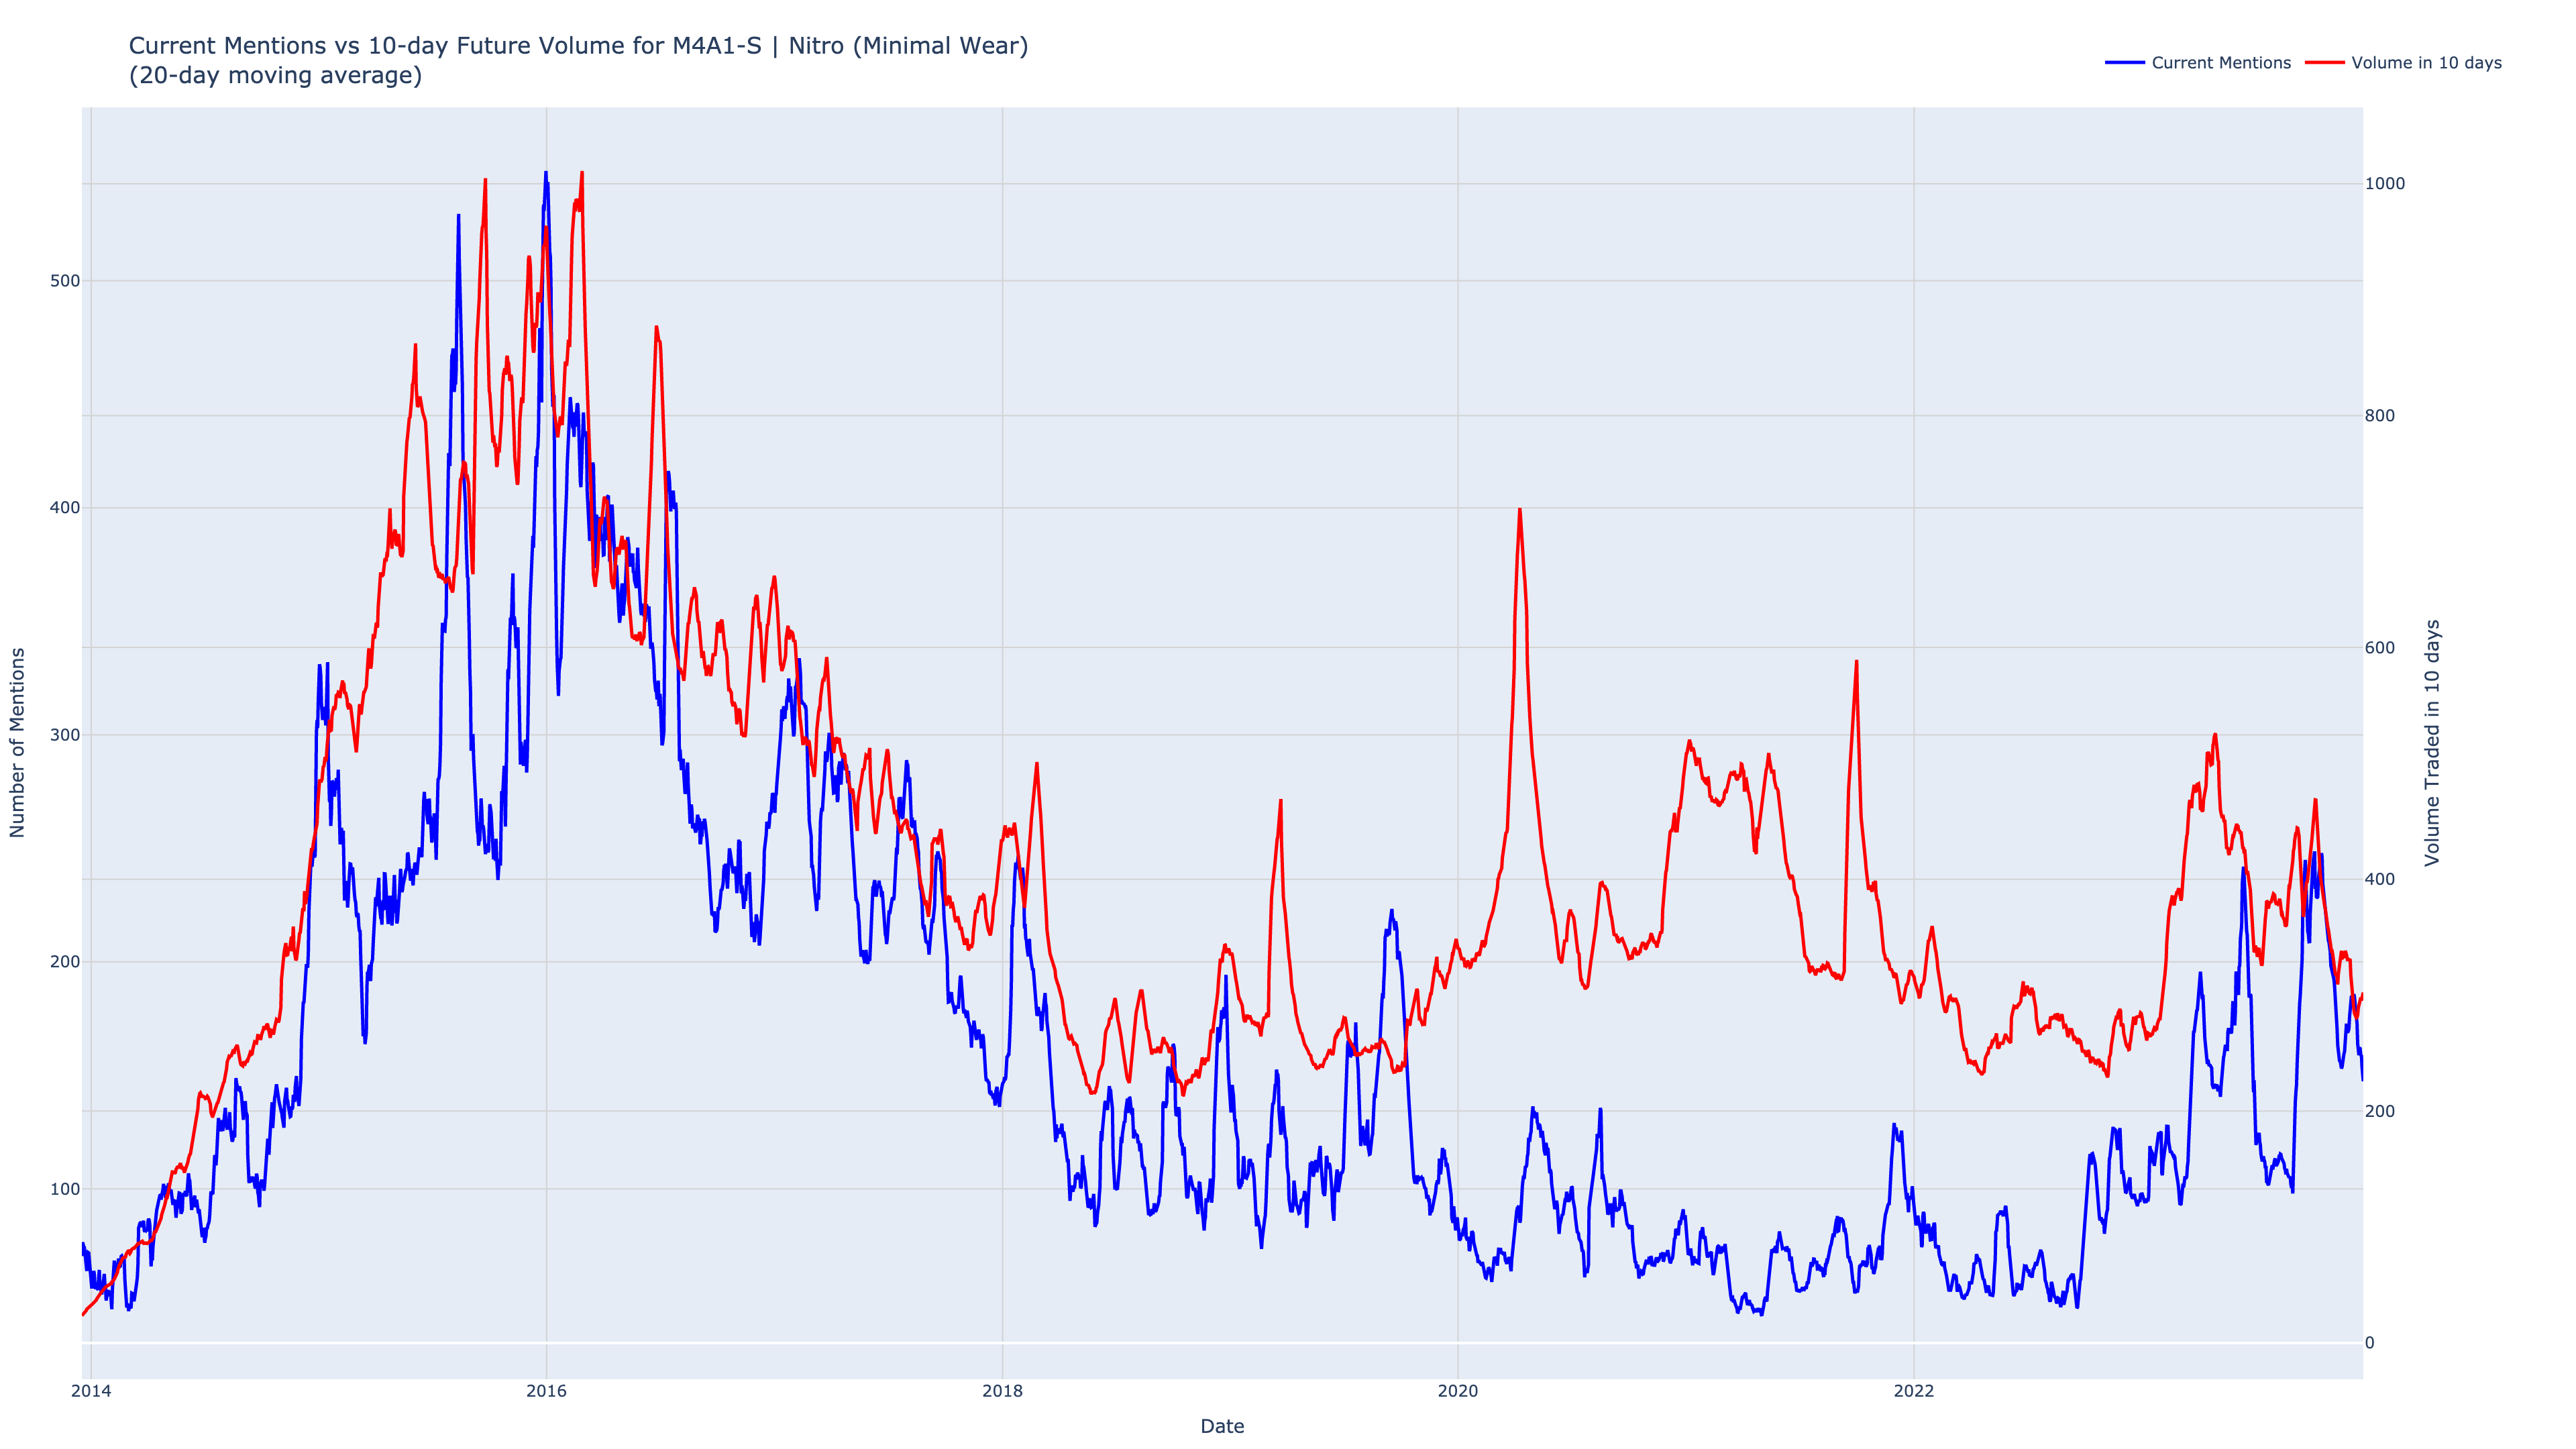 Current Mentions vs 10-day Future Volume for M4A1-S | Nitro (Minimal Wear)
(20-day moving average)
Current Mentions
Volume in 10 days
Number of Mentions
500
400
300
200
100
1000
800
600
400
200
0
Volume Traded in 10 days
2014
2016
2018
2020
2022
Date